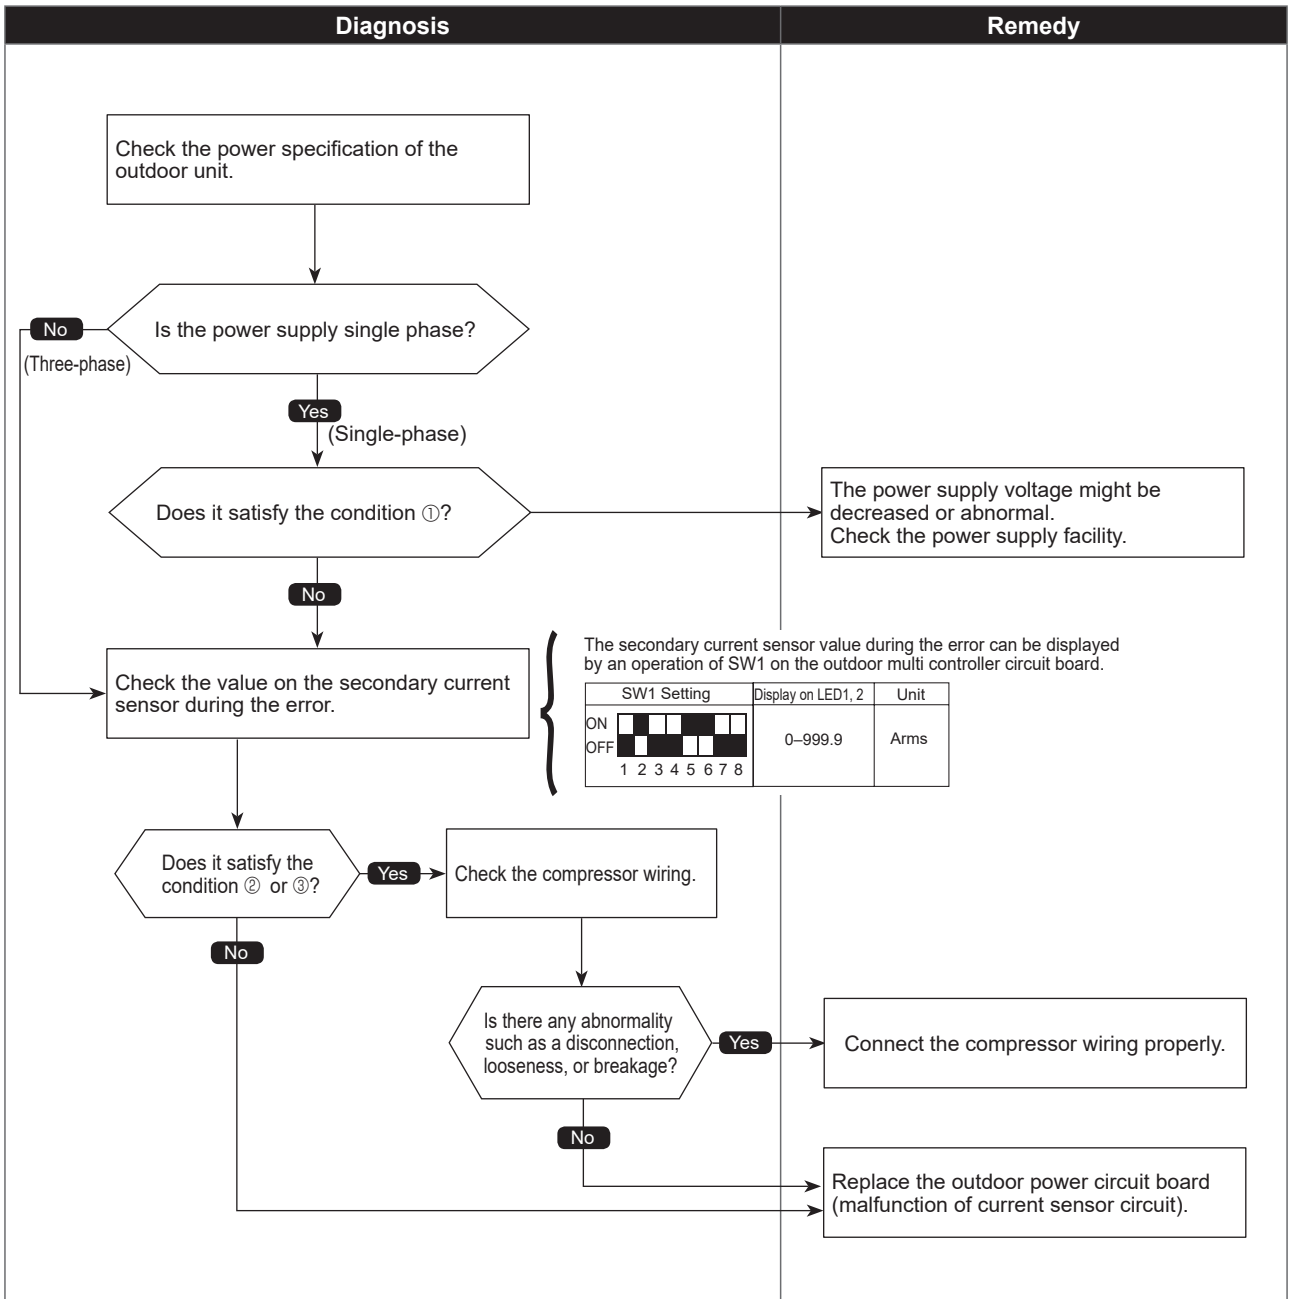 Diagnosis
Remedy
Check the power specification of the
outdoor unit.
Is the power supply single phase?
No
(Three-phase)
Yes
(Single-phase)
Does it satisfy the condition ①?
The power supply voltage might be
decreased or abnormal.
Check the power supply facility.
No
Check the value on the secondary current
sensor during the error.
The secondary current sensor value during the error can be displayed
by an operation of SW1 on the outdoor multi controller circuit board.
SW1 Setting
Display on LED1, 2
Unit
ON
OFF
1 2 3 4 5 6 7 8
0–999.9
Arms
Does it satisfy the
condition ② or ③?
Yes
Check the compressor wiring.
No
Is there any abnormality
such as a disconnection,
looseness, or breakage?
Yes
Connect the compressor wiring properly.
No
Replace the outdoor power circuit board
(malfunction of current sensor circuit).